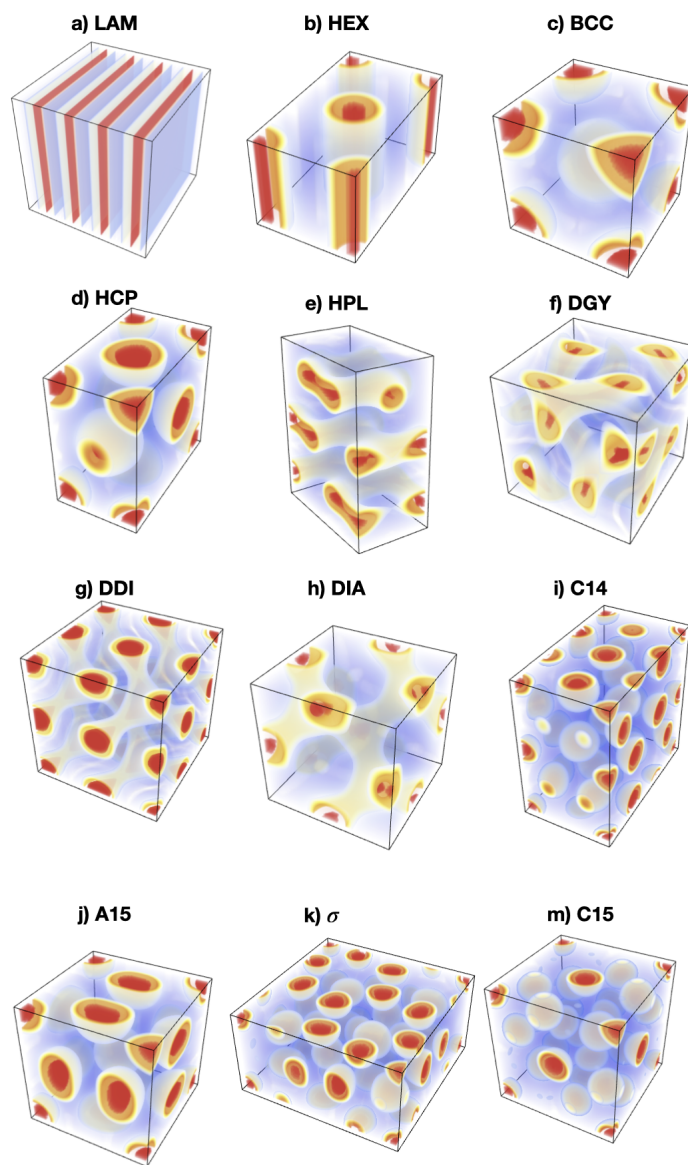 a) LAM
b) HEX
c) BCC
d) HCP
e) HPL
f) DGY
g) DDI
h) DIA
i) C14
j) A15
k) σ
m) C15